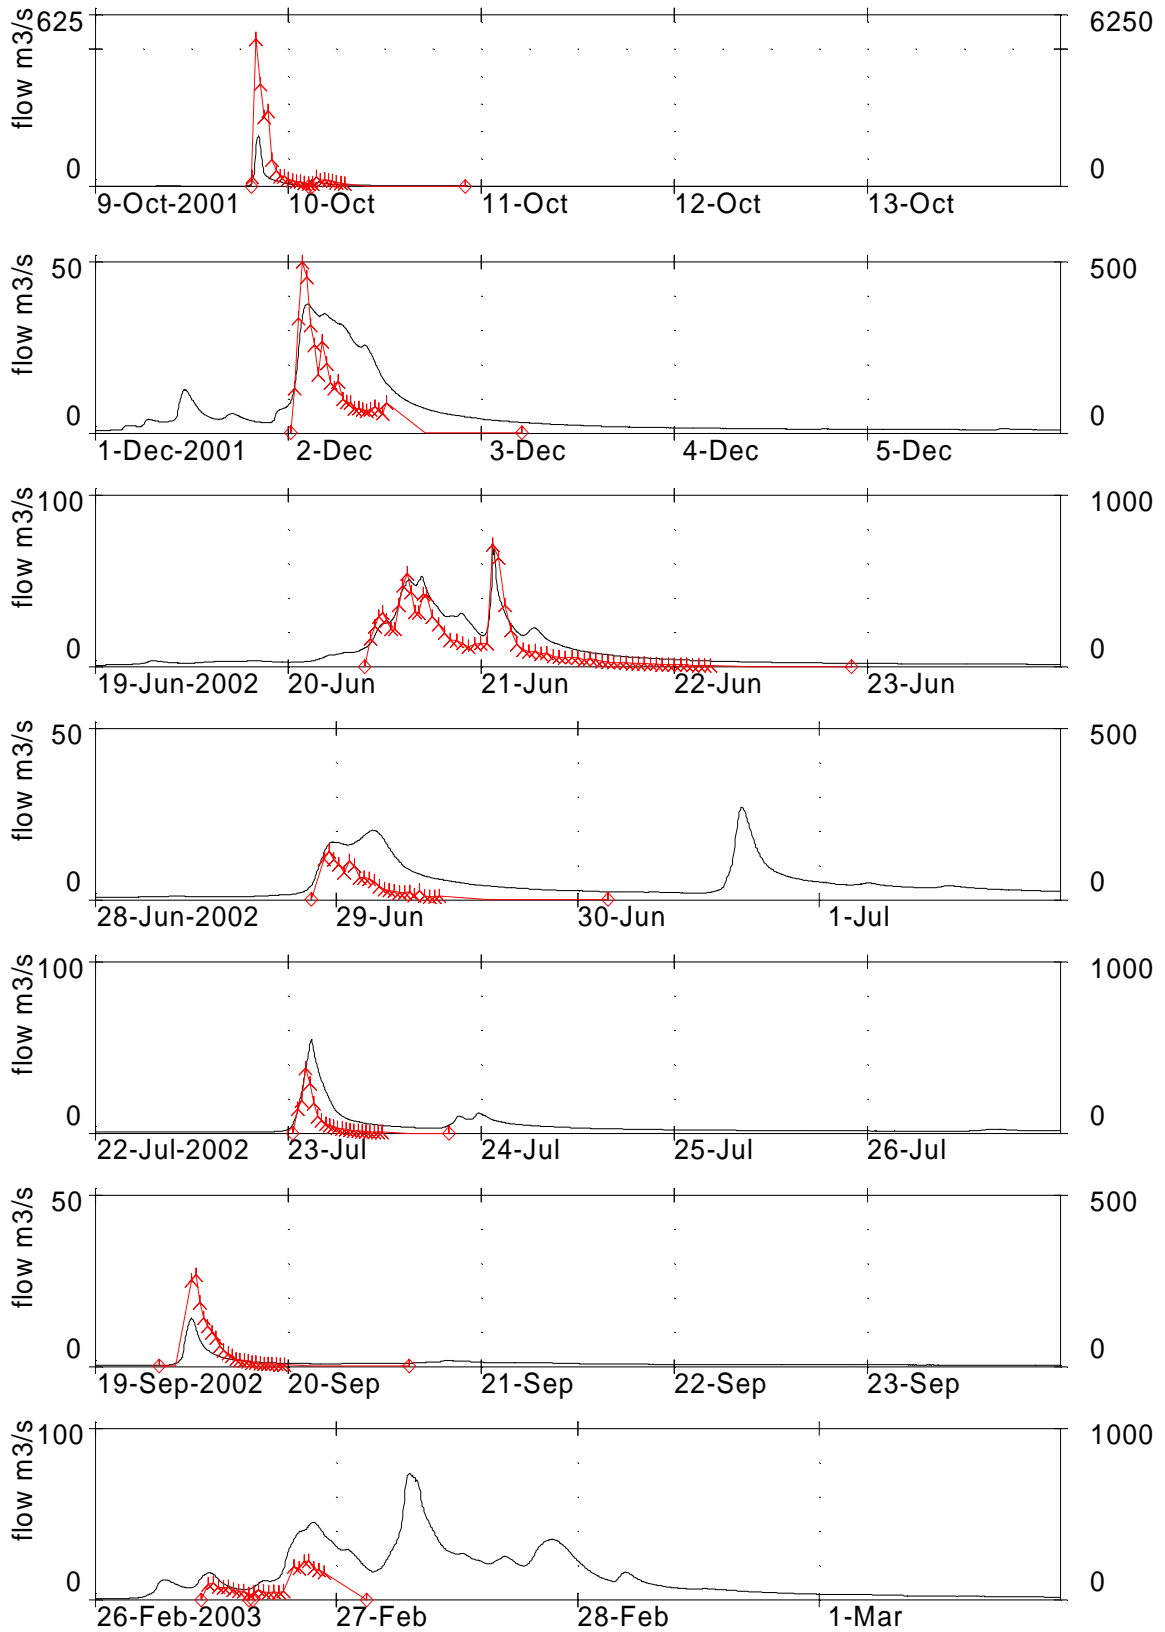 flow m3/s
625 6250
0 0
9-Oct-2001 10-Oct 11-Oct 12-Oct 13-Oct
flow m3/s
50 500
0 0
1-Dec-2001 2-Dec 3-Dec 4-Dec 5-Dec
flow m3/s
100 1000
0 0
19-Jun-2002 20-Jun 21-Jun 22-Jun 23-Jun
flow m3/s
50 500
0 0
28-Jun-2002 29-Jun 30-Jun 1-Jul
flow m3/s
100 1000
0 0
22-Jul-2002 23-Jul 24-Jul 25-Jul 26-Jul
flow m3/s
50 500
0 0
19-Sep-2002 20-Sep 21-Sep 22-Sep 23-Sep
flow m3/s
100 1000
0 0
26-Feb-2003 27-Feb 28-Feb 1-Mar